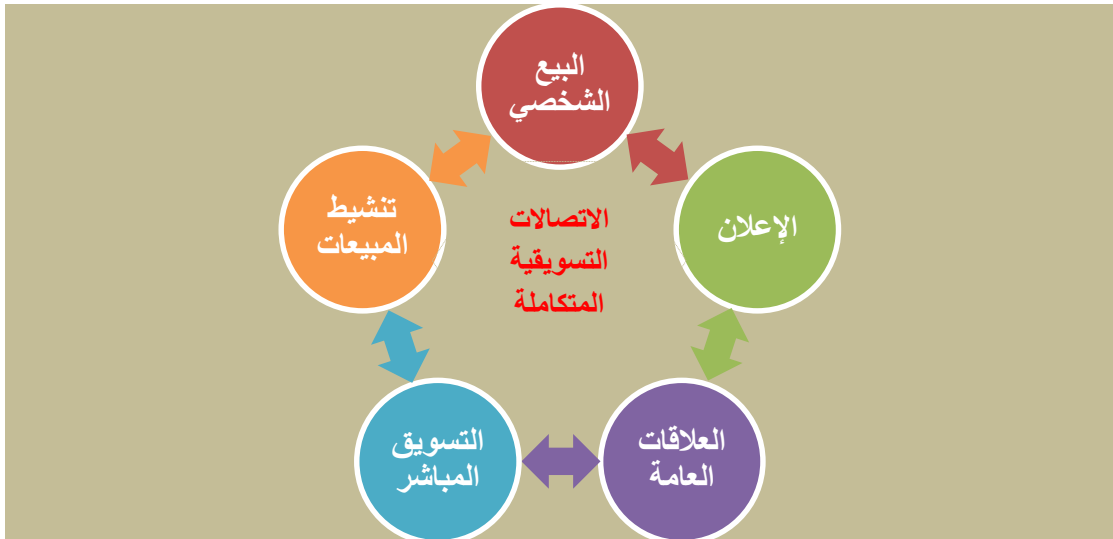 البيع
الشخصي
الإعلان
العلاقات
العامة
التسويق
المباشر
تنشيط
المبيعات
الاتصالات
التسويقية
المتكاملة